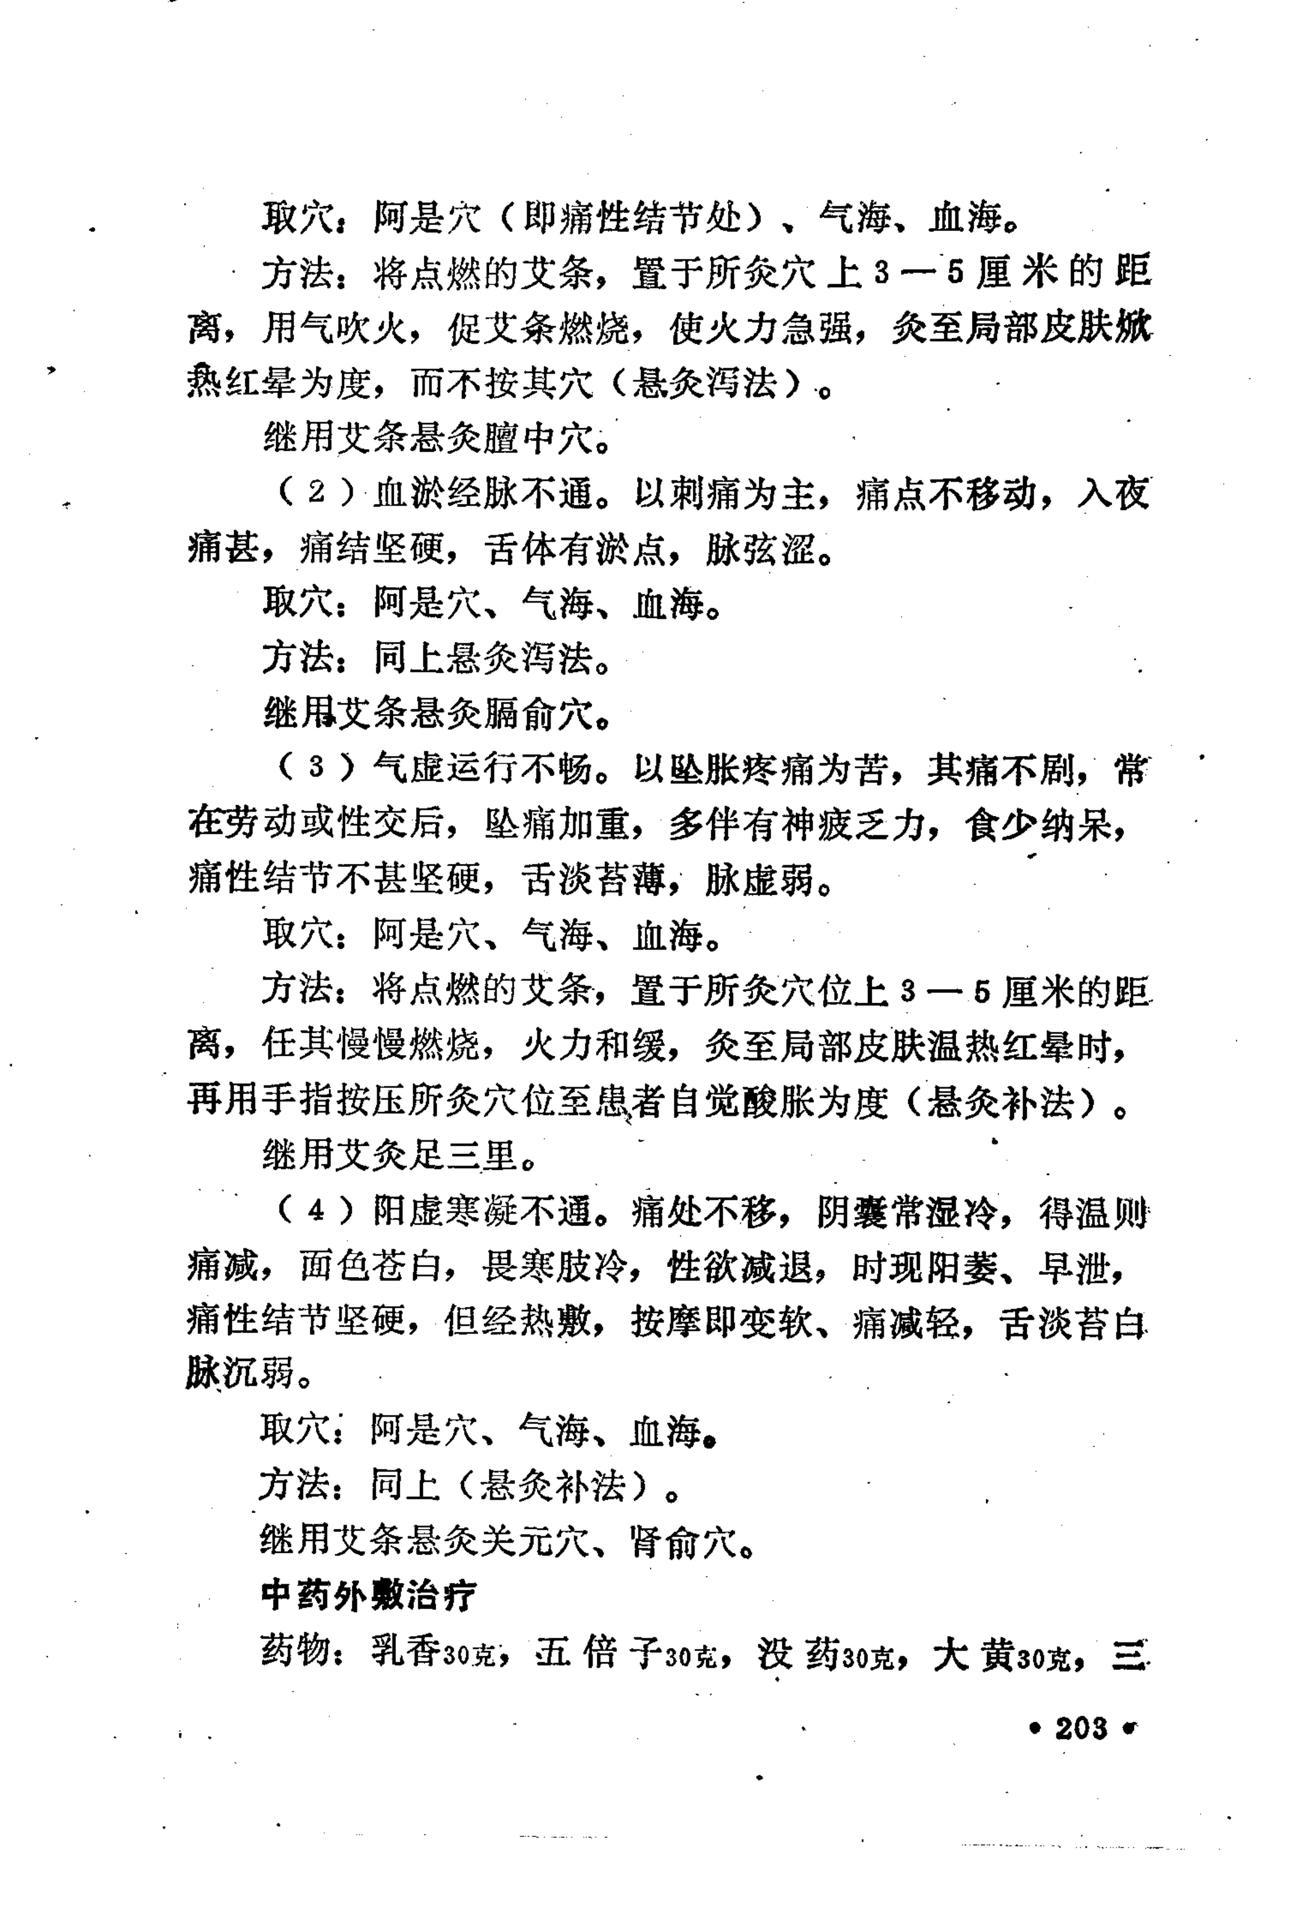 取穴：阿是穴（即痛性结节处）、气海、血海。
方法：将点燃的艾条，置于所灸穴上3—5厘米的距
离，用气吹火，促艾条燃烧，使火力急强，灸至局部皮肤焮
热红晕为度，而不按其穴（悬灸泻法）。
继用艾条悬灸膻中穴。
（2）血淤经脉不通。以刺痛为主，痛点不移动，入夜
痛甚，痛结坚硬，舌体有淤点，脉弦涩。
取穴：阿是穴、气海、血海。
方法：同上悬灸泻法。
继用艾条悬灸膈俞穴。
（3）气虚运行不畅。以坠胀疼痛为苦，其痛不剧，常
在劳动或性交后，坠痛加重，多伴有神疲乏力，食少纳呆，
痛性结节不甚坚硬，舌淡苔薄，脉虚弱。
取穴：阿是穴、气海、血海。
方法：将点燃的艾条，置于所灸穴位上3—5厘米的距
离，任其慢慢燃烧，火力和缓，灸至局部皮肤温热红晕时，
再用手指按压所灸穴位至患者自觉酸胀为度（悬灸补法）。
继用艾灸足三里。
（4）阳虚寒凝不通。痛处不移，阴囊常湿冷，得温则
痛减，面色苍白，畏寒肢冷，性欲减退，时现阳萎、早泄，
痛性结节坚硬，但经热敷，按摩即变软、痛减轻，舌淡苔白
脉沉弱。
取穴：阿是穴、气海、血海。
方法：同上（悬灸补法）。
继用艾条悬灸关元穴、肾俞穴。
中药外敷治疗
药物：乳香30克，五倍子30克，没药30克，大黄30克，三
• 203 •